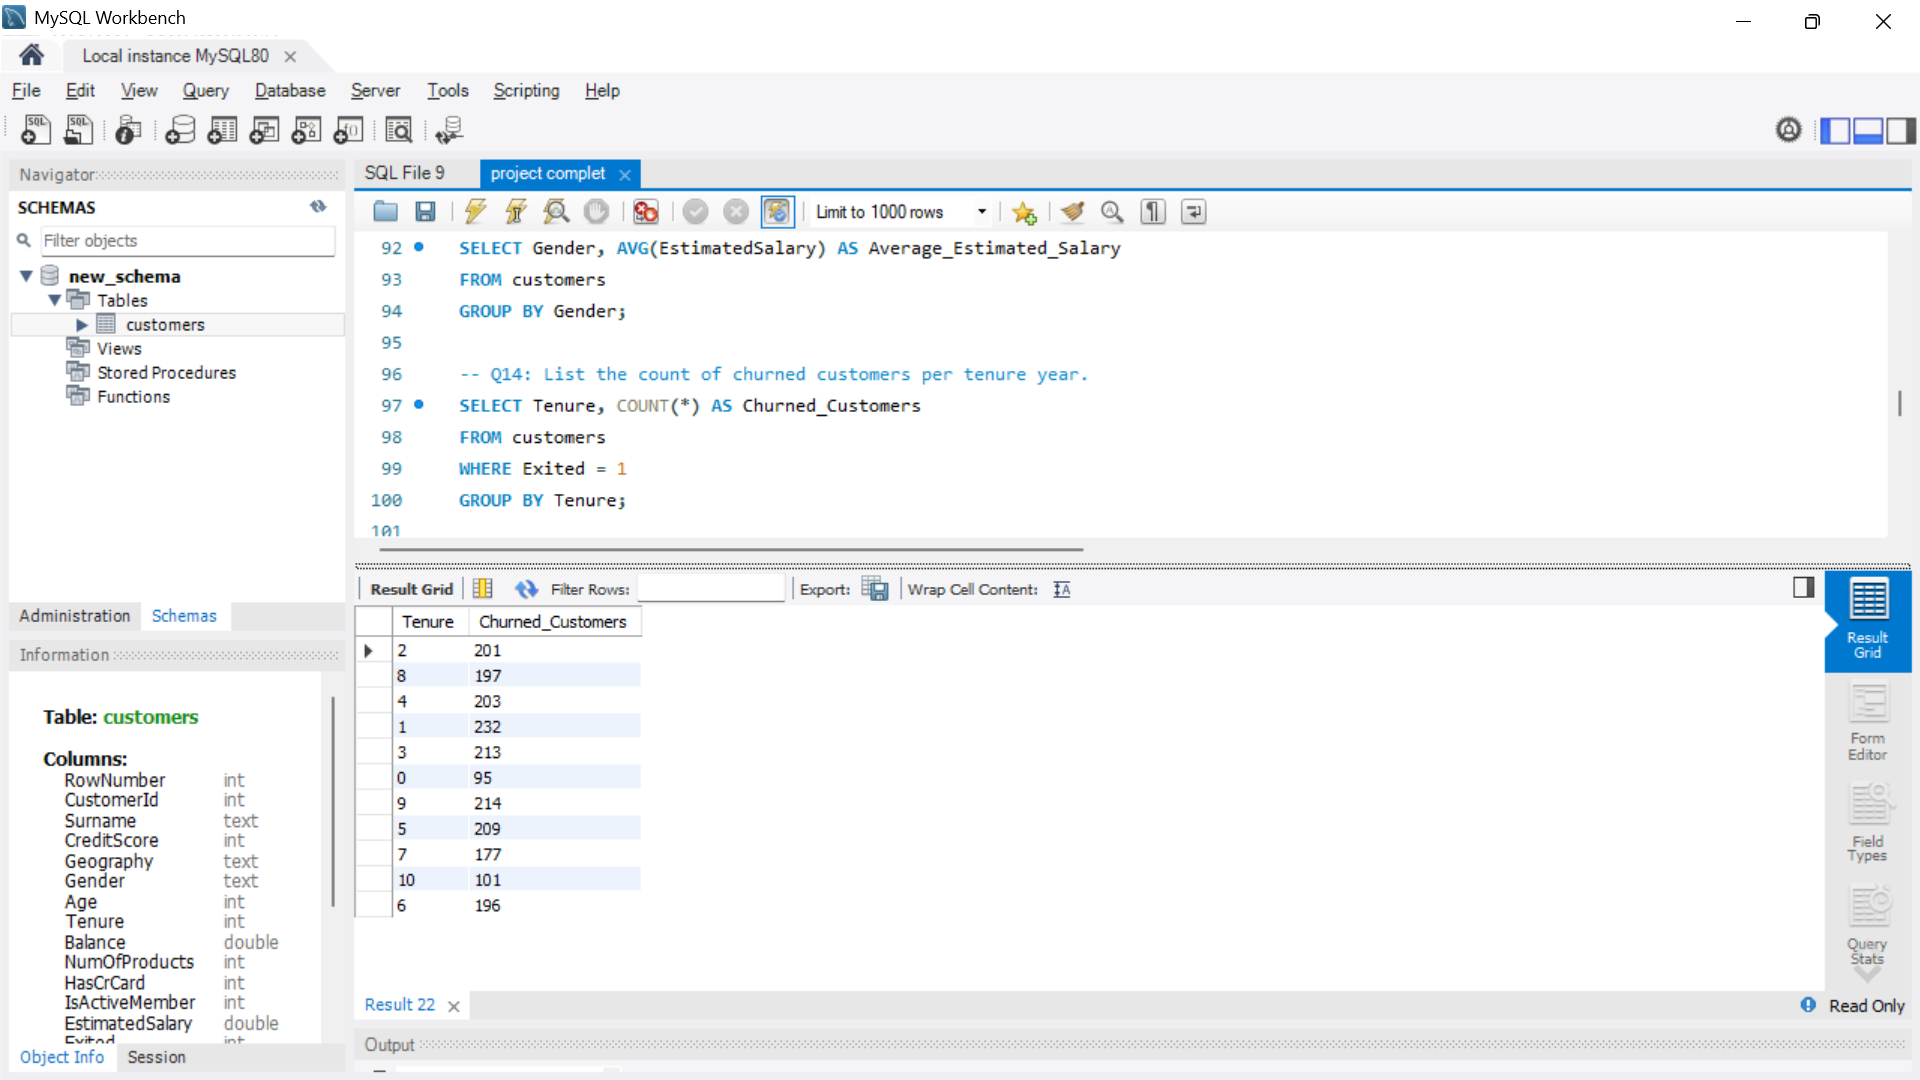 MySQL Workbench
Local instance MySQL80
File Edit View Query Database Server Tools Scripting Help
Navigator
SCHEMAS
Filter objects
new_schema
Tables
customers
Views
Stored Procedures
Functions
Administration Schemas
Information
Table: customers
Columns:
RowNumber int
CustomerId int
Surname text
CreditScore int
Geography text
Gender text
Age int
Tenure int
Balance double
NumOfProducts int
HasCrCard int
IsActiveMember int
EstimatedSalary double
Exited int
Object Info Session
SQL File 9 project complet
Limit to 1000 rows
92 SELECT Gender, AVG(EstimatedSalary) AS Average_Estimated_Salary
93 FROM customers
94 GROUP BY Gender;
95
96 -- Q14: List the count of churned customers per tenure year.
97 SELECT Tenure, COUNT(*) AS Churned_Customers
98 FROM customers
99 WHERE Exited = 1
100 GROUP BY Tenure;
101
Result Grid Filter Rows: Export: Wrap Cell Content:
Tenure Churned_Customers
2 201
8 197
4 203
1 232
3 213
0 95
9 214
5 209
7 177
10 101
6 196
Result Grid
Form Editor
Field Types
Query Stats
Result 22
Read Only
Output